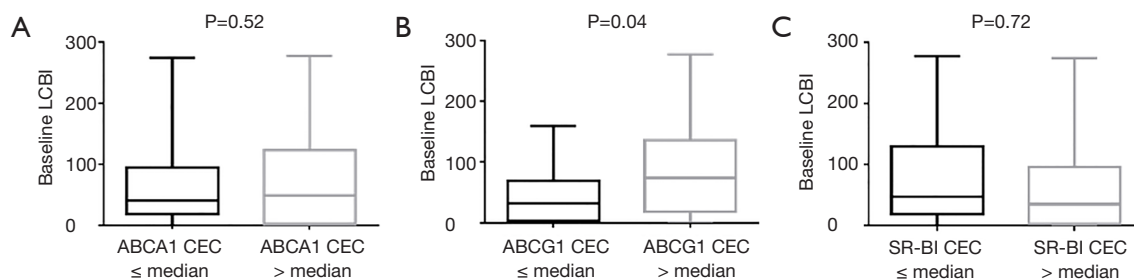 A
P=0.52
Baseline LCBI
300
200
100
0
ABCA1 CEC
≤ median
ABCA1 CEC
> median
B
P=0.04
Baseline LCBI
300
200
100
0
ABCG1 CEC
≤ median
ABCG1 CEC
> median
C
P=0.72
Baseline LCBI
300
200
100
0
SR-BI CEC
≤ median
SR-BI CEC
> median